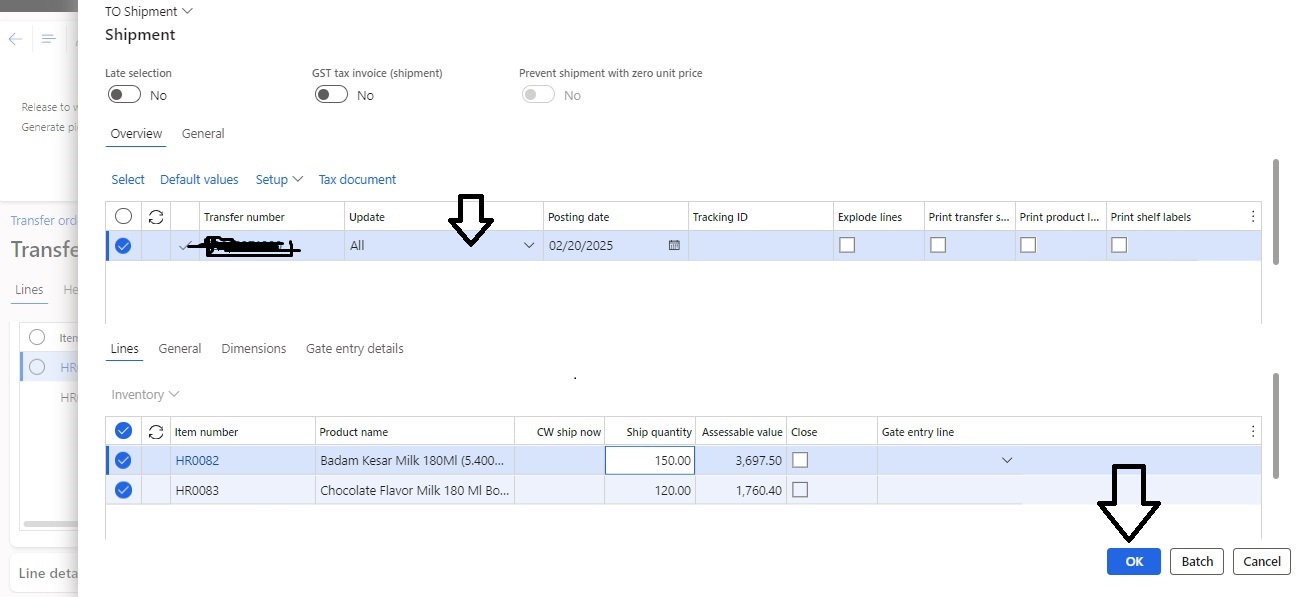 TO Shipment
Shipment
Late selection GST tax invoice (shipment) Prevent shipment with zero unit price
No No No
Release to w
Generate pi
Overview General
Select Default values Setup Tax document
Transfer number Update Posting date Tracking ID Explode lines Print transfer s... Print product l... Print shelf labels
All 02/20/2025
Transfer ord
Transfe
Lines He
Item
HR
HR
Lines General Dimensions Gate entry details
Inventory
Item number Product name CW ship now Ship quantity Assessable value Close Gate entry line
HR0082 Badam Kesar Milk 180Ml (5.400... 150.00 3,697.50
HR0083 Chocolate Flavor Milk 180 Ml Bo... 120.00 1,760.40
OK Batch Cancel
Line deta